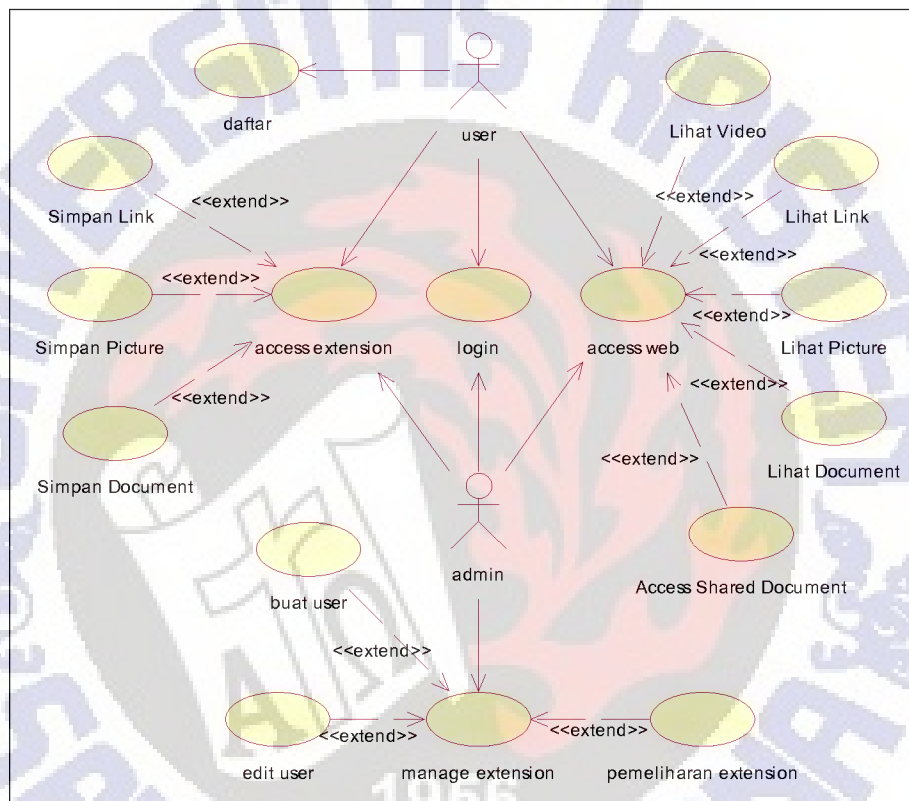 daftar
user
Lihat Video
Simpan Link
<<extend>>
<<extend>>
Lihat Link
<<extend>>
<<extend>>
<<extend>>
Simpan Picture
access extension
login
access web
Lihat Picture
<<extend>>
<<extend>>
<<extend>>
Simpan Document
Lihat Document
admin
Access Shared Document
buat user
<<extend>>
<<extend>>
<<extend>>
edit user
manage extension
pemeliharan extension
1966